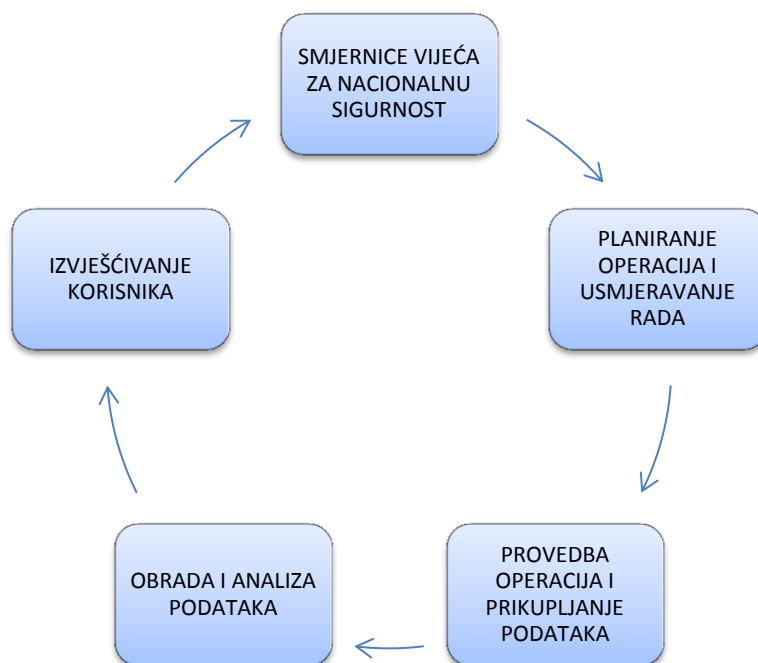 SMJERNICE VIJEĆA
ZA NACIONALNU
SIGURNOST
PLANIRANJE
OPERACIJA I
USMJERAVANJE
RADA
PROVEDBA
OPERACIJA I
PRIKUPLJANJE
PODATAKA
OBRADA I ANALIZA
PODATAKA
IZVJEŠĆIVANJE
KORISNIKA